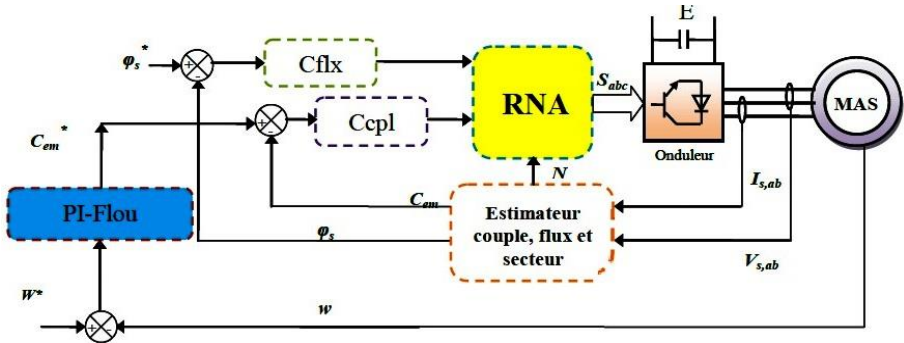 E
φs*
Cflx
RNA
Sabc
MAS
+
-
Cem*
Ccpl
+
-
Onduleur
N
Is,ab
PI-Flou
Cem
Estimateur
couple, flux et
secteur
φs
Vs,ab
W*
w
+
-